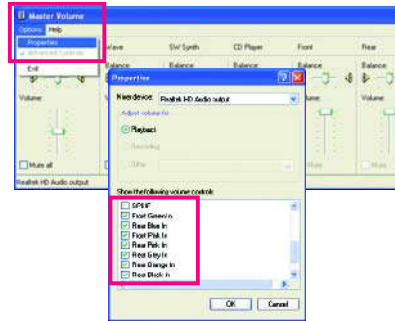 Master Volume
Options Help
Properties
Advanced Controls
Exit
Wave
SW Synth
CD Player
Front
Rear
Balance
Balance
Balance
Balance
Balance
Volume:
Volume:
Mute all
Mute
Realtek HD Audio output
Properties
Mixer device: Realtek HD Audio output
Adjust volume for
Playback
Recording
Other
Show the following volume controls:
SPDIF
Front Green In
Rear Blue In
Front Pink In
Rear Pink In
Rear Grey In
Rear Orange In
Rear Black In
OK Cancel